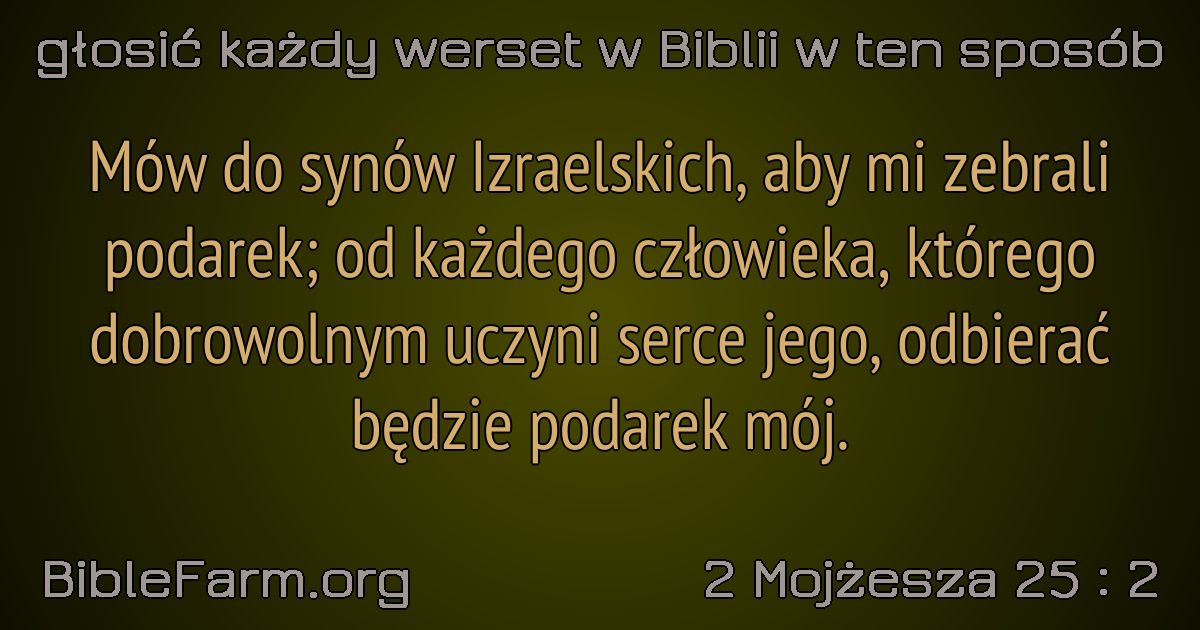 głosić każdy werset w Biblii w ten sposób
Mów do synów Izraelskich, aby mi zebrali
podarek; od każdego człowieka, którego
dobrowolnym uczyni serce jego, odbierać
będzie podarek mój.
BibleFarm.org
2 Mojżesza 25 : 2